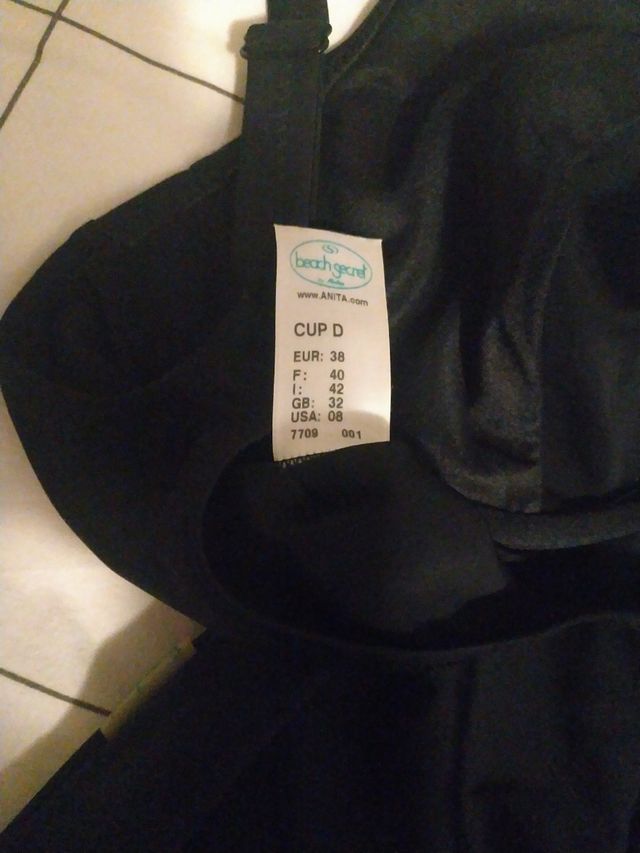 beach secret
www.ANITA.com
CUP D
EUR: 38
F: 40
I: 42
GB: 32
USA: 08
7709 001